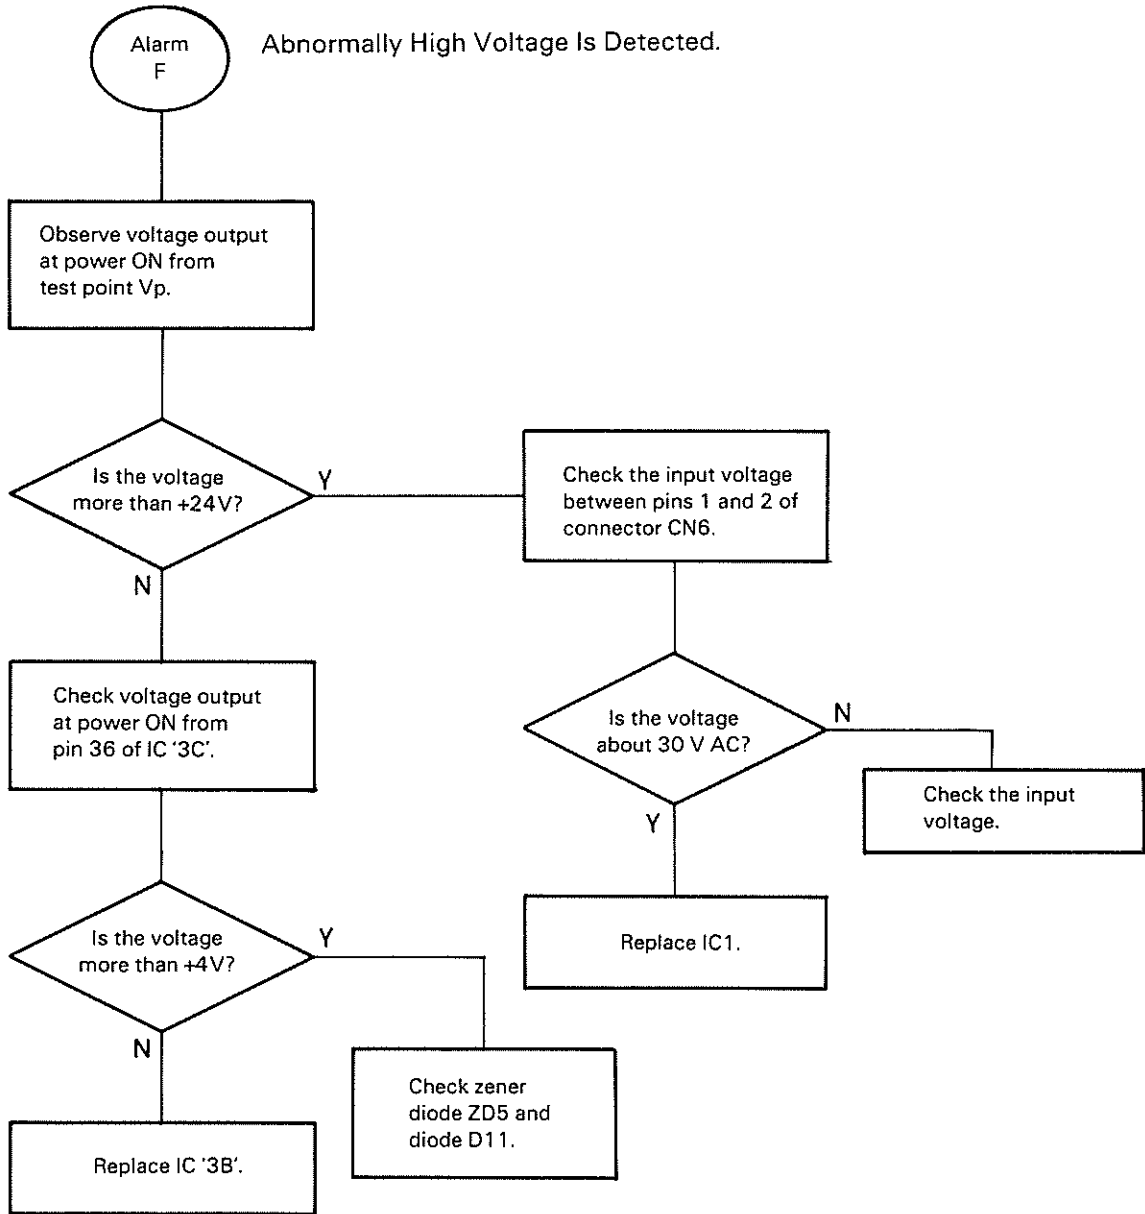 Alarm
F
Abnormally High Voltage Is Detected.
Observe voltage output
at power ON from
test point Vp.
Is the voltage
more than +24V?
Y
N
Check the input voltage
between pins 1 and 2 of
connector CN6.
Is the voltage
about 30 V AC?
N
Y
Check the input
voltage.
Replace IC1.
Check voltage output
at power ON from
pin 36 of IC '3C'.
Is the voltage
more than +4V?
Y
N
Check zener
diode ZD5 and
diode D11.
Replace IC '3B'.